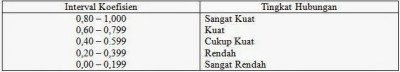 Interval Koefisien Tingkat Hubungan
0,80 – 1,000 Sangat Kuat
0,60 – 0,799 Kuat
0,40 – 0.599 Cukup Kuat
0,20 – 0,399 Rendah
0,00 – 0,199 Sangat Rendah